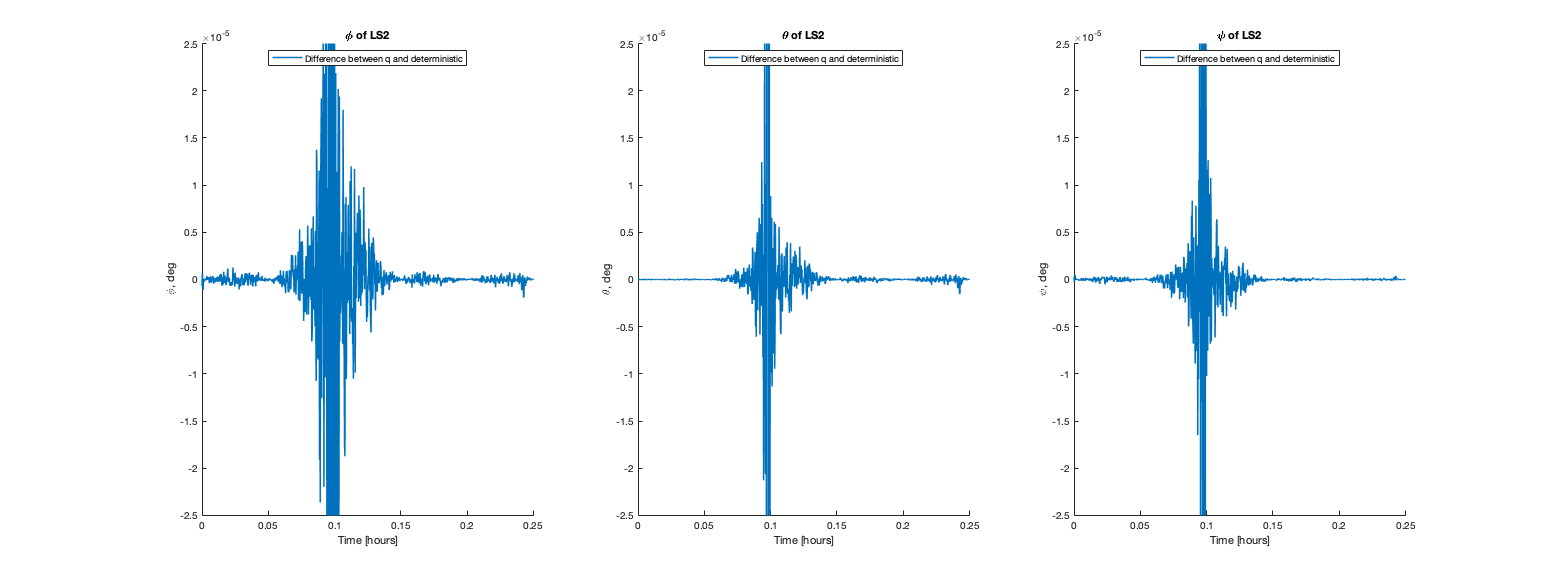 ϕ of LS2
×10-5
Difference between q and deterministic
2.5
2
1.5
1
0.5
0
-0.5
-1
-1.5
-2
-2.5
ϕ, deg
0 0.05 0.1 0.15 0.2 0.25
Time [hours]
θ of LS2
×10-5
Difference between q and deterministic
2.5
2
1.5
1
0.5
0
-0.5
-1
-1.5
-2
-2.5
θ, deg
0 0.05 0.1 0.15 0.2 0.25
Time [hours]
ψ of LS2
×10-5
Difference between q and deterministic
2.5
2
1.5
1
0.5
0
-0.5
-1
-1.5
-2
-2.5
ψ, deg
0 0.05 0.1 0.15 0.2 0.25
Time [hours]